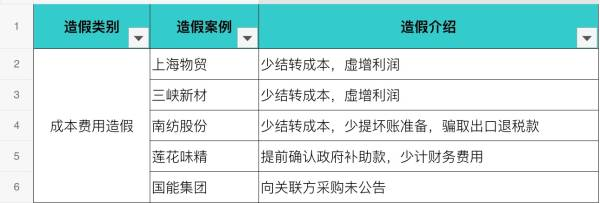 1 造假类别 造假案例 造假介绍
2 上海物贸 少结转成本，虚增利润
3 三峡新材 少结转成本，虚增利润
4 成本费用造假 南纺股份 少结转成本，少提坏账准备，骗取出口退税款
5 莲花味精 提前确认政府补助款，少计财务费用
6 国能集团 向关联方采购未公告